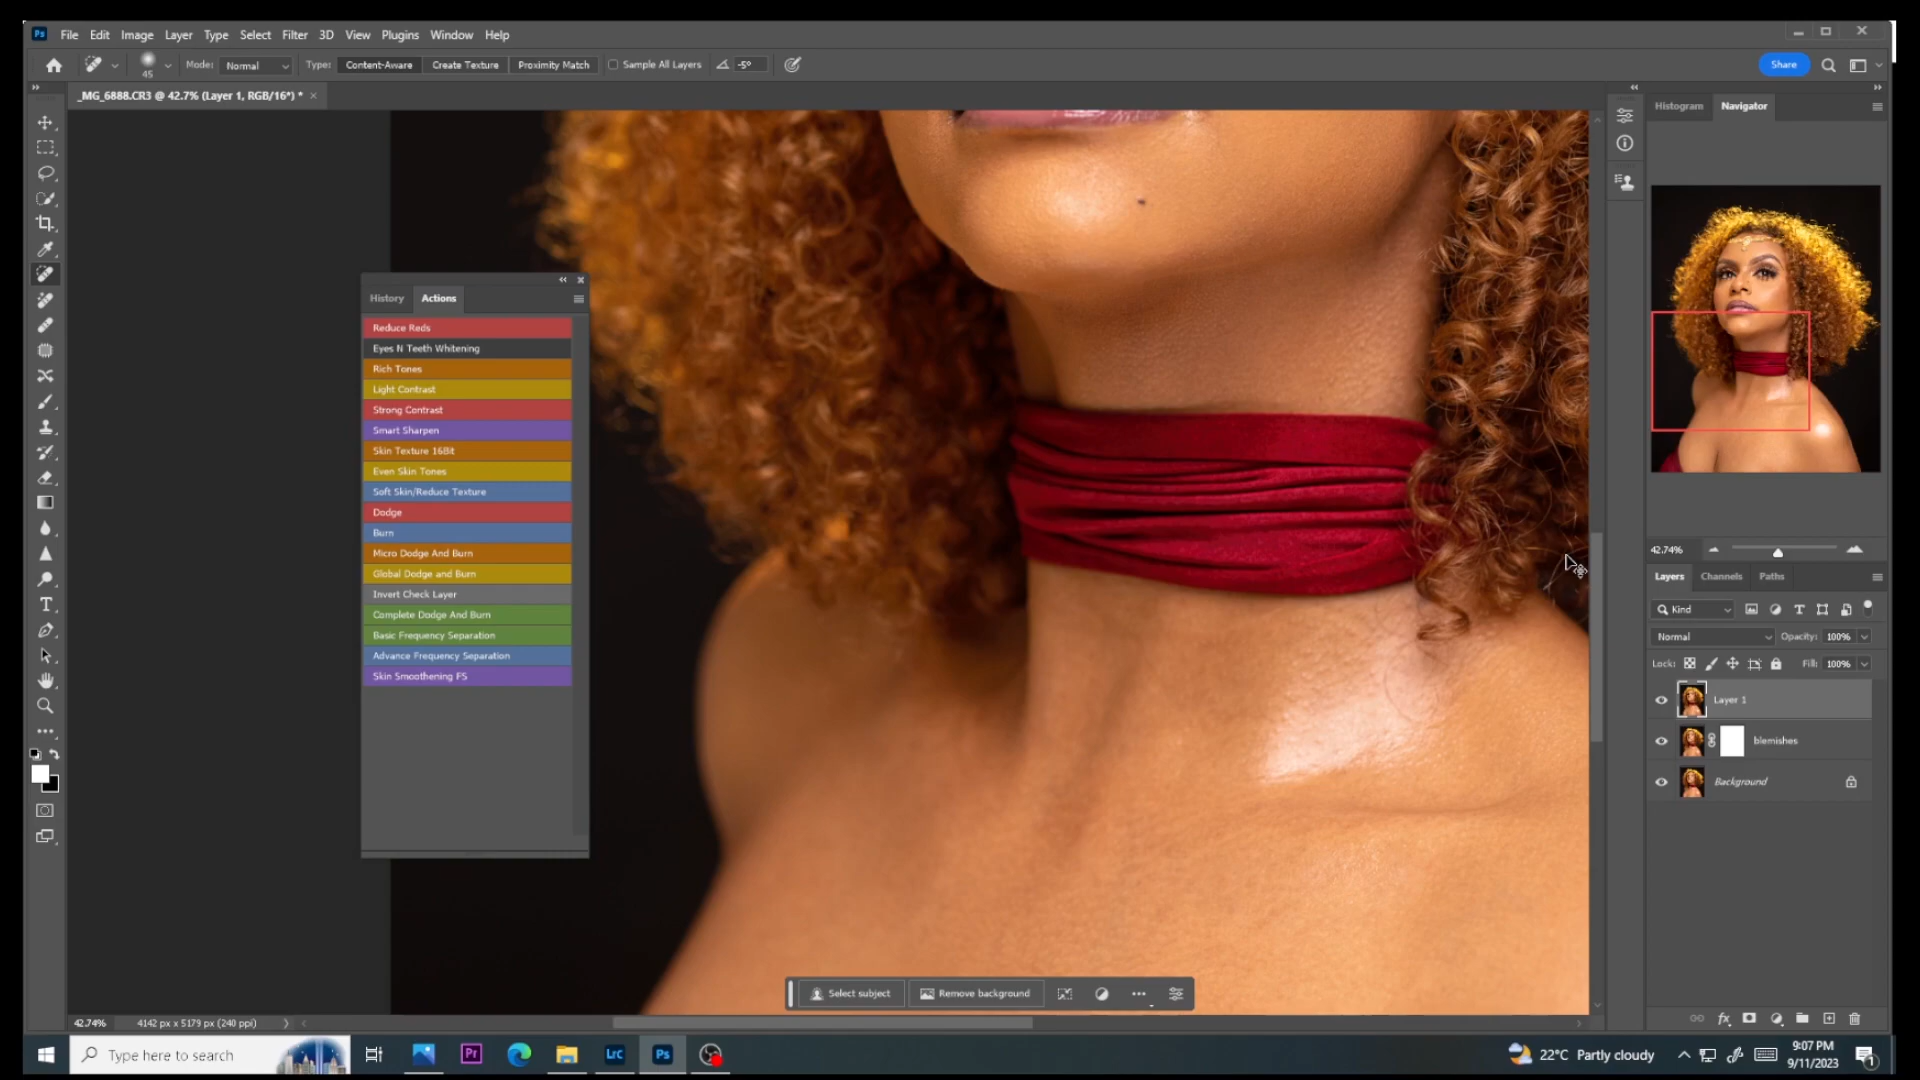 Ps File Edit Image Layer Type Select Filter 3D View Plugins Window Help
45 Mode: Normal Type: Content-Aware Create Texture Proximity Match Sample All Layers -5° Share
_MG_6888.CR3 @ 42.7% (Layer 1, RGB/16*) * ×
Histogram Navigator
History Actions
Reduce Reds
Eyes N Teeth Whitening
Rich Tones
Light Contrast
Strong Contrast
Smart Sharpen
Skin Texture 16Bit
Even Skin Tones
Soft Skin/Reduce Texture
Dodge
Burn
Micro Dodge And Burn
Global Dodge and Burn
Invert Check Layer
Complete Dodge And Burn
Basic Frequency Separation
Advance Frequency Separation
Skin Smoothening FS
42.74%
Layers Channels Paths
Kind
Normal Opacity: 100%
Lock: Fill: 100%
Layer 1
blemishes
Background
Select subject Remove background
42.74% 4142 px x 5179 px (240 ppi)
Type here to search Pr Lrc Ps 22°C Partly cloudy 9:07 PM
9/11/2023 1